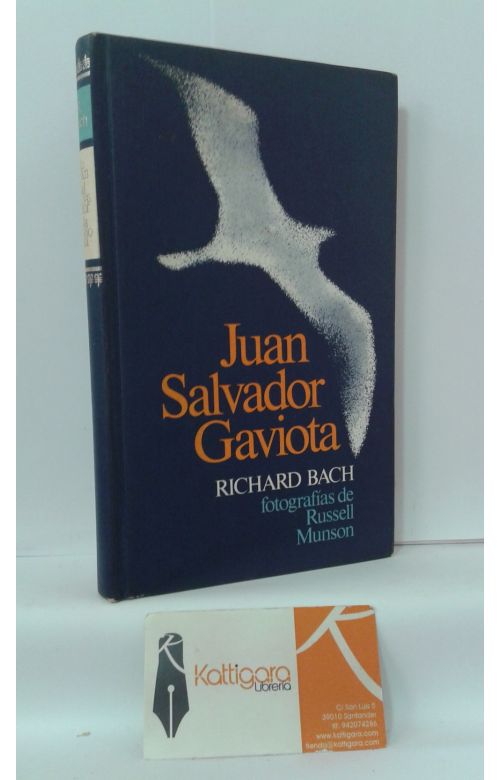 Juan
Salvador
Gaviota
RICHARD BACH
fotografías de
Russell
Munson
Kattigara
Librería
C/ San Luis 5
39010 Santander
tf. 942074286
www.kattigara.com
tienda@kattigara.com